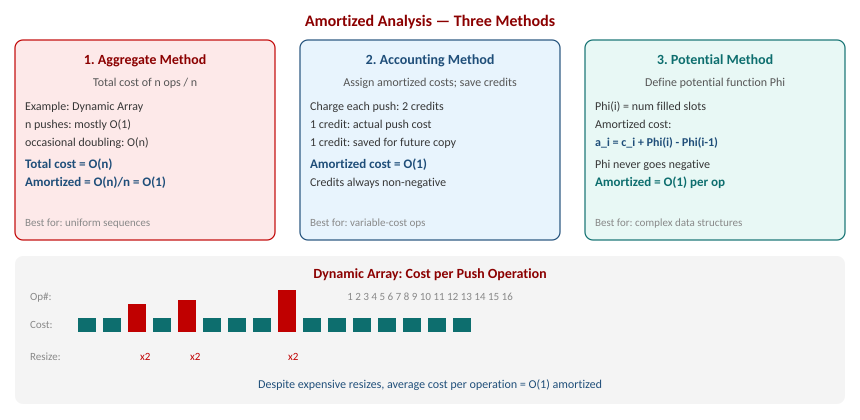 Amortized Analysis — Three Methods
1. Aggregate Method
Total cost of n ops / n
Example: Dynamic Array
n pushes: mostly O(1)
occasional doubling: O(n)
Total cost = O(n)
Amortized = O(n)/n = O(1)
Best for: uniform sequences
2. Accounting Method
Assign amortized costs; save credits
Charge each push: 2 credits
1 credit: actual push cost
1 credit: saved for future copy
Amortized cost = O(1)
Credits always non-negative
Best for: variable-cost ops
3. Potential Method
Define potential function Phi
Phi(i) = num filled slots
Amortized cost:
a_i = c_i + Phi(i) - Phi(i-1)
Phi never goes negative
Amortized = O(1) per op
Best for: complex data structures
Dynamic Array: Cost per Push Operation
Op#: 1 2 3 4 5 6 7 8 9 10 11 12 13 14 15 16
Cost:
Resize: x2 x2 x2
Despite expensive resizes, average cost per operation = O(1) amortized